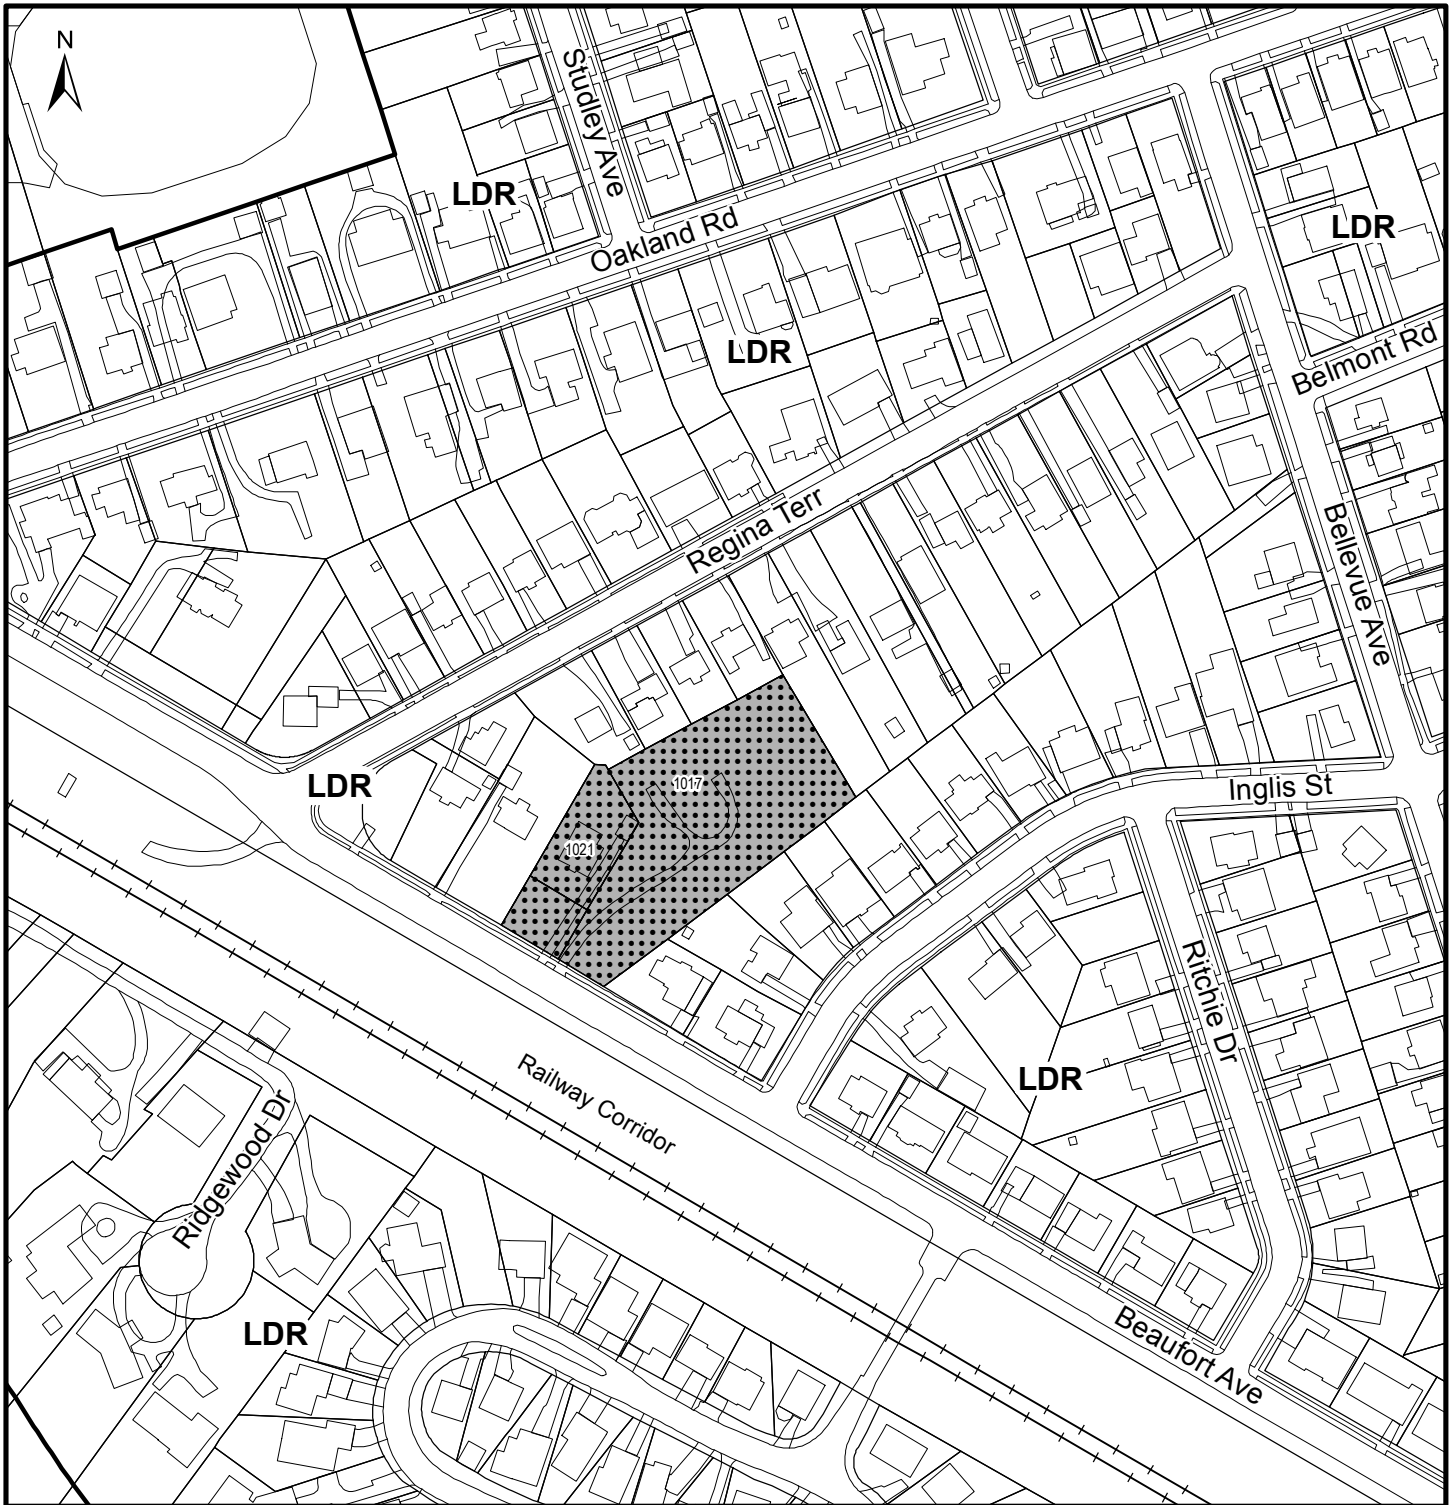 N
Studley Ave
LDR
Oakland Rd
LDR
LDR
Belmont Rd
Regina Terr
Bellevue Ave
LDR
1017
Inglis St
1021
Ritchie Dr
Railway Corridor
LDR
Ridgewood Dr
LDR
Beaufort Ave